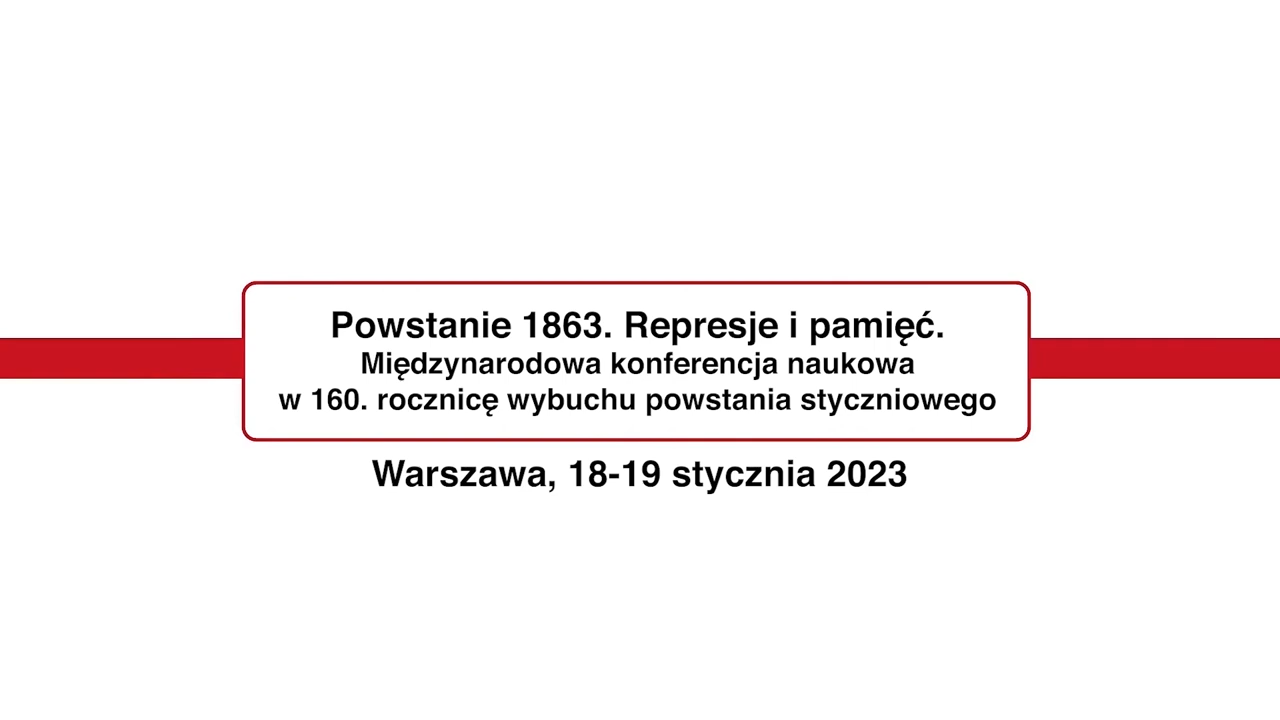 Powstanie 1863. Represje i pamięć.
Międzynarodowa konferencja naukowa
w 160. rocznicę wybuchu powstania styczniowego
Warszawa, 18-19 stycznia 2023